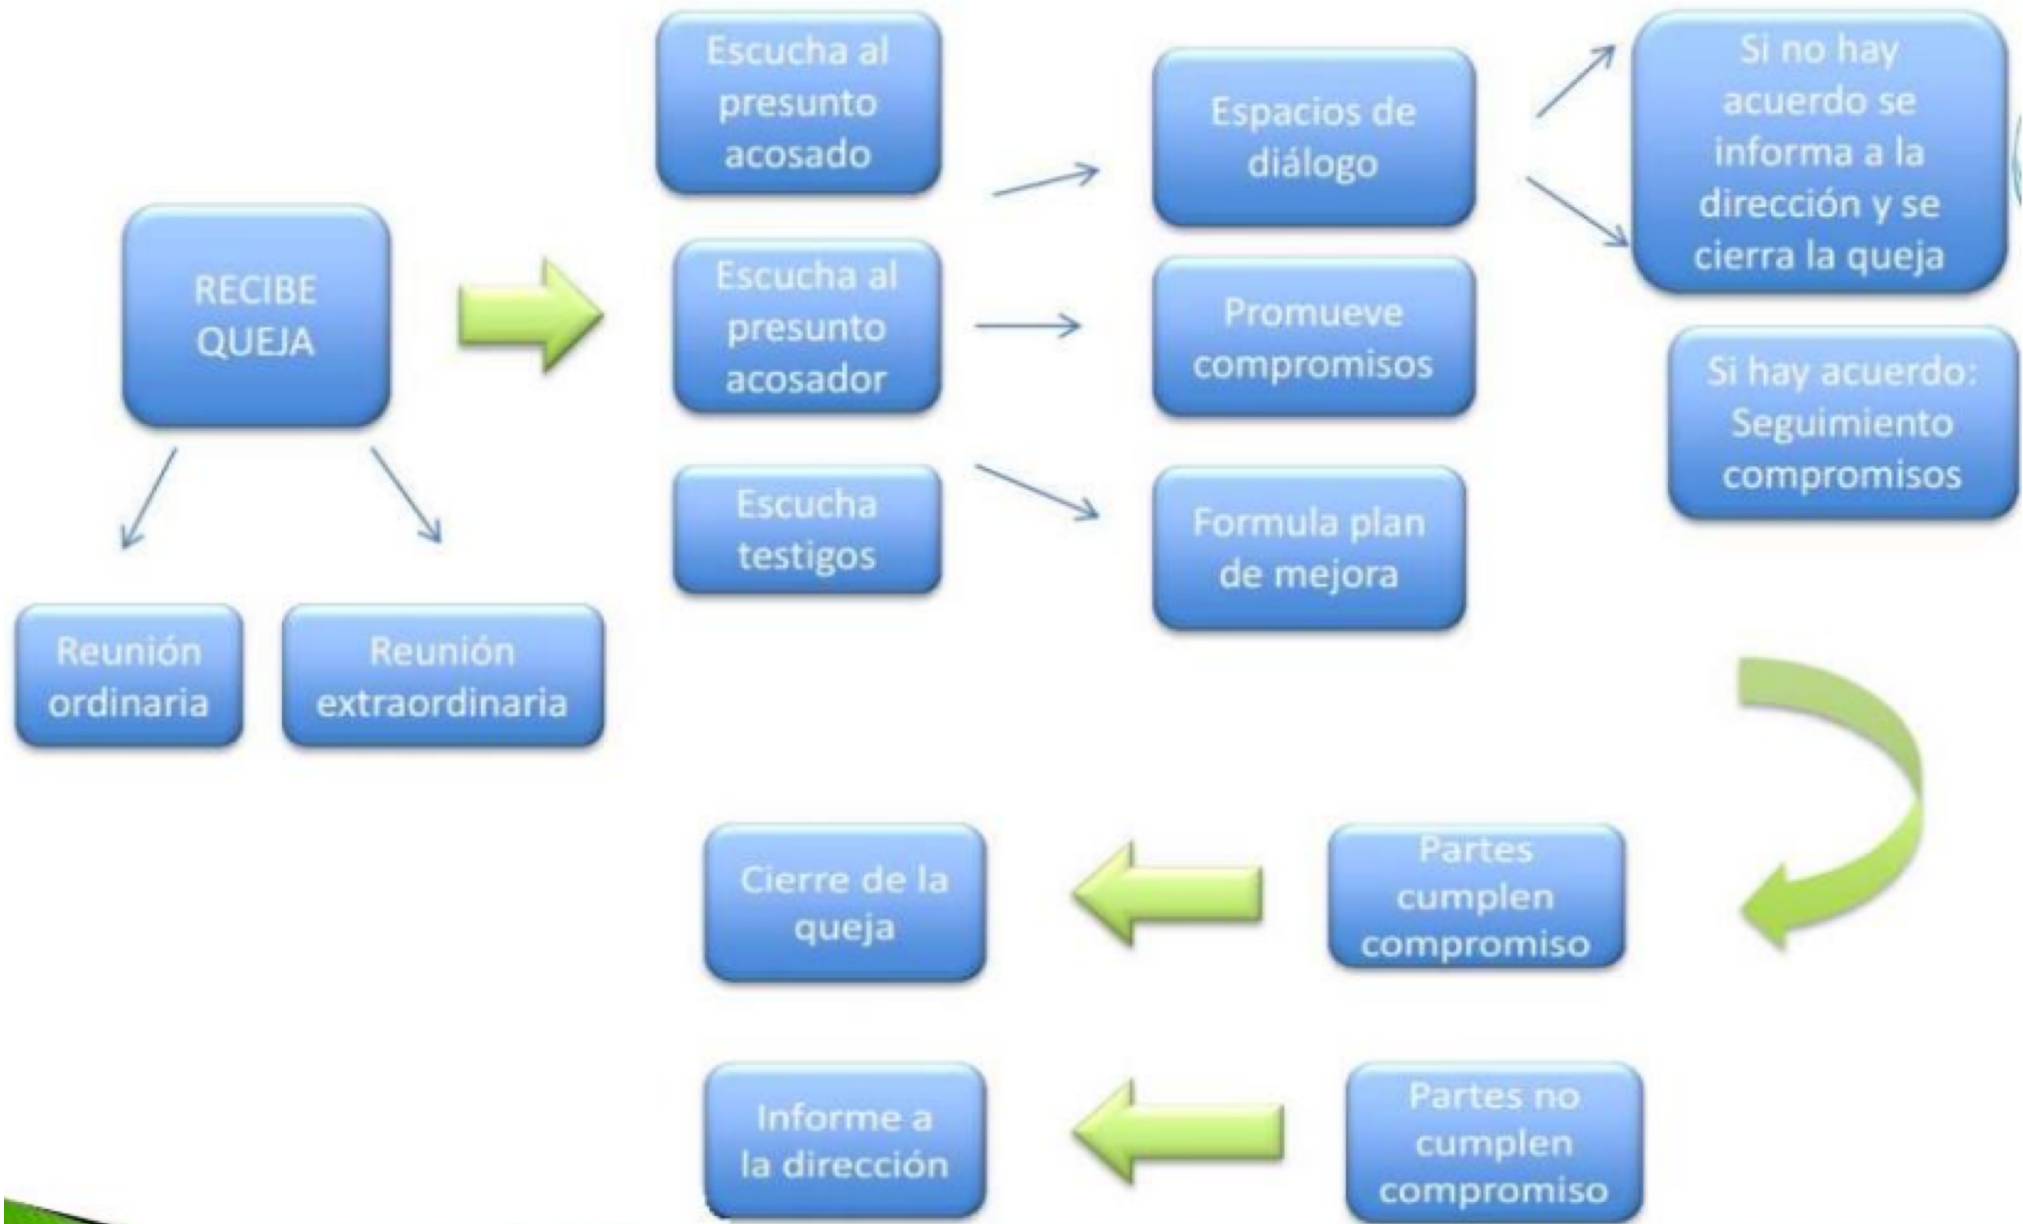 RECIBE
QUEJA
Reunión
ordinaria
Reunión
extraordinaria
Escucha al
presunto
acosado
Escucha al
presunto
acosador
Escucha
testigos
Espacios de
diálogo
Promueve
compromisos
Formula plan
de mejora
Si no hay
acuerdo se
informa a la
dirección y se
cierra la queja
Si hay acuerdo:
Seguimiento
compromisos
Partes
cumplen
compromiso
Cierre de la
queja
Partes no
cumplen
compromiso
Informe a
la dirección